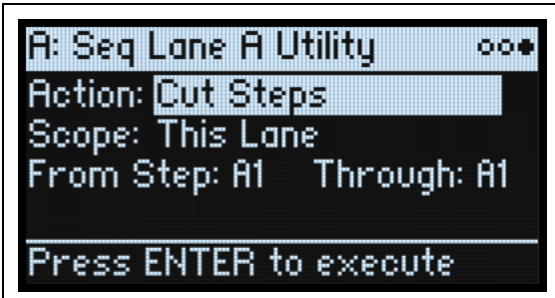 A: Seq Lane A Utility
Action: Cut Steps
Scope: This Lane
From Step: A1 Through: A1
Press ENTER to execute